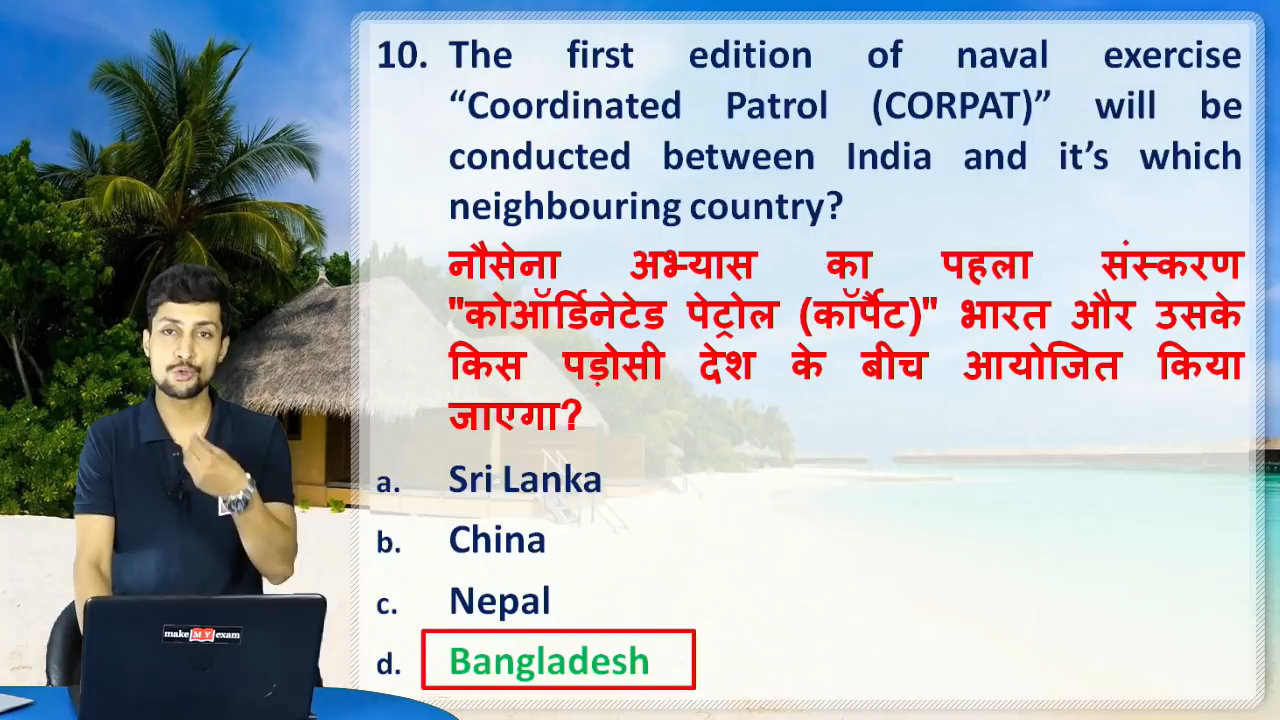 10. The first edition of naval exercise
“Coordinated Patrol (CORPAT)” will be
conducted between India and it’s which
neighbouring country?
नौसेना अभ्यास का पहला संस्करण
"कोऑर्डिनेटेड पेट्रोल (कॉर्पैट)" भारत और उसके
किस पड़ोसी देश के बीच आयोजित किया
जाएगा?
a. Sri Lanka
b. China
c. Nepal
d. Bangladesh
make MY exam